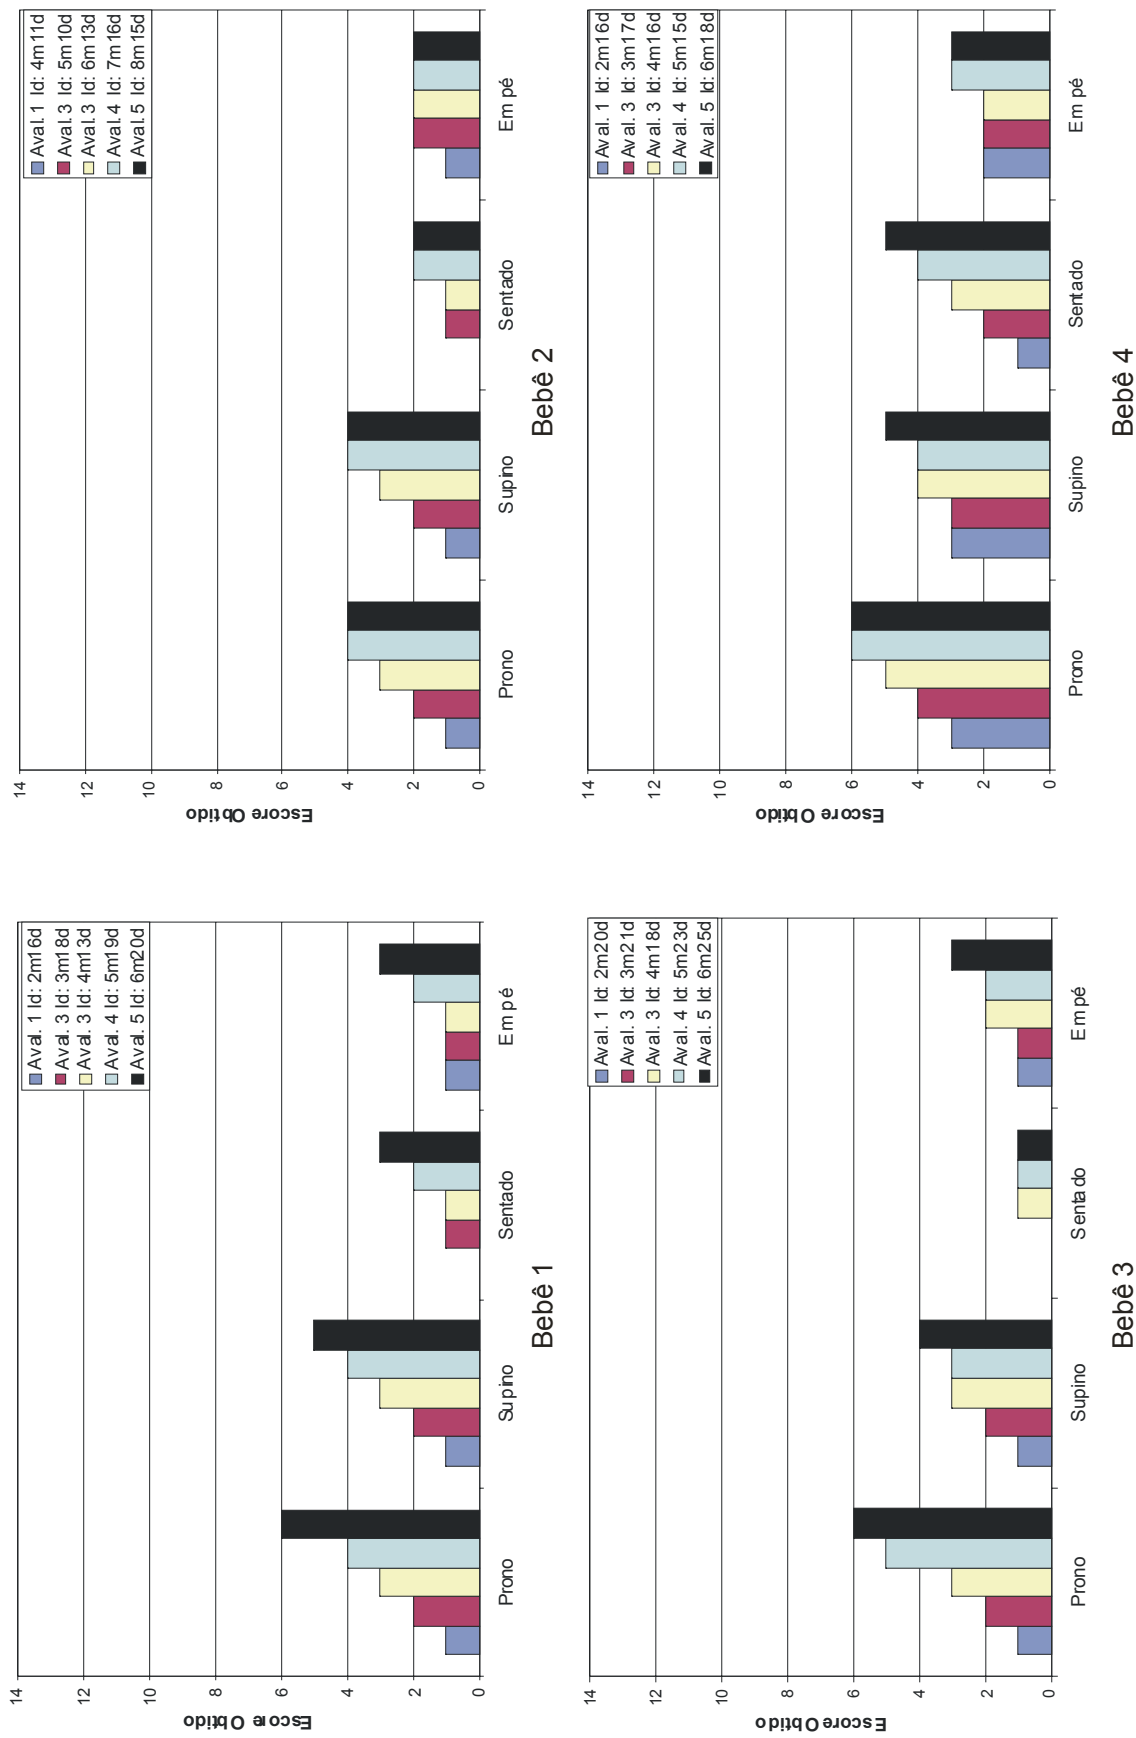 Escore Obtido
14
12
10
8
6
4
2
0
Prono
Supino
Sentado
Em pé
Aval. 1 Id: 2m16d
Aval. 3 Id: 3m18d
Aval. 3 Id: 4m13d
Aval. 4 Id: 5m19d
Aval. 5 Id: 6m20d
Bebê 1
Escore Obtido
14
12
10
8
6
4
2
0
Prono
Supino
Sentado
Em pé
Aval. 1 Id: 4m11d
Aval. 3 Id: 5m10d
Aval. 3 Id: 6m13d
Aval. 4 Id: 7m16d
Aval. 5 Id: 8m15d
Bebê 2
Escore Obtido
14
12
10
8
6
4
2
0
Prono
Supino
Sentado
Em pé
Aval. 1 Id: 2m20d
Aval. 3 Id: 3m21d
Aval. 3 Id: 4m18d
Aval. 4 Id: 5m23d
Aval. 5 Id: 6m25d
Bebê 3
Escore Obtido
14
12
10
8
6
4
2
0
Prono
Supino
Sentado
Em pé
Aval. 1 Id: 2m16d
Aval. 3 Id: 3m17d
Aval. 3 Id: 4m16d
Aval. 4 Id: 5m15d
Aval. 5 Id: 6m18d
Bebê 4